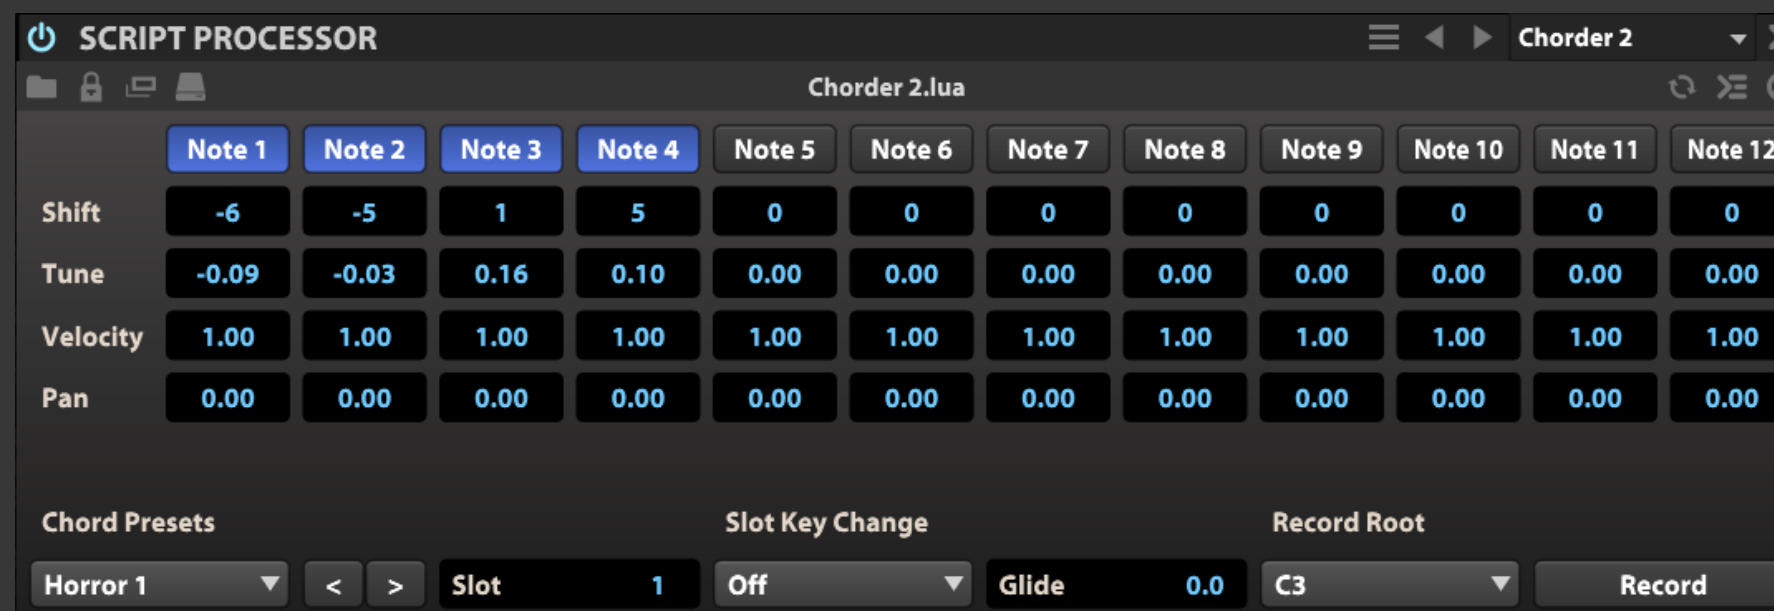 SCRIPT PROCESSOR Chorder 2
Chorder 2.lua
Note 1 Note 2 Note 3 Note 4 Note 5 Note 6 Note 7 Note 8 Note 9 Note 10 Note 11 Note 12
Shift -6 -5 1 5 0 0 0 0 0 0 0 0
Tune -0.09 -0.03 0.16 0.10 0.00 0.00 0.00 0.00 0.00 0.00 0.00 0.00
Velocity 1.00 1.00 1.00 1.00 1.00 1.00 1.00 1.00 1.00 1.00 1.00 1.00
Pan 0.00 0.00 0.00 0.00 0.00 0.00 0.00 0.00 0.00 0.00 0.00 0.00
Chord Presets Slot Key Change Record Root
Horror 1 < > Slot 1 Off Glide 0.0 C3 Record